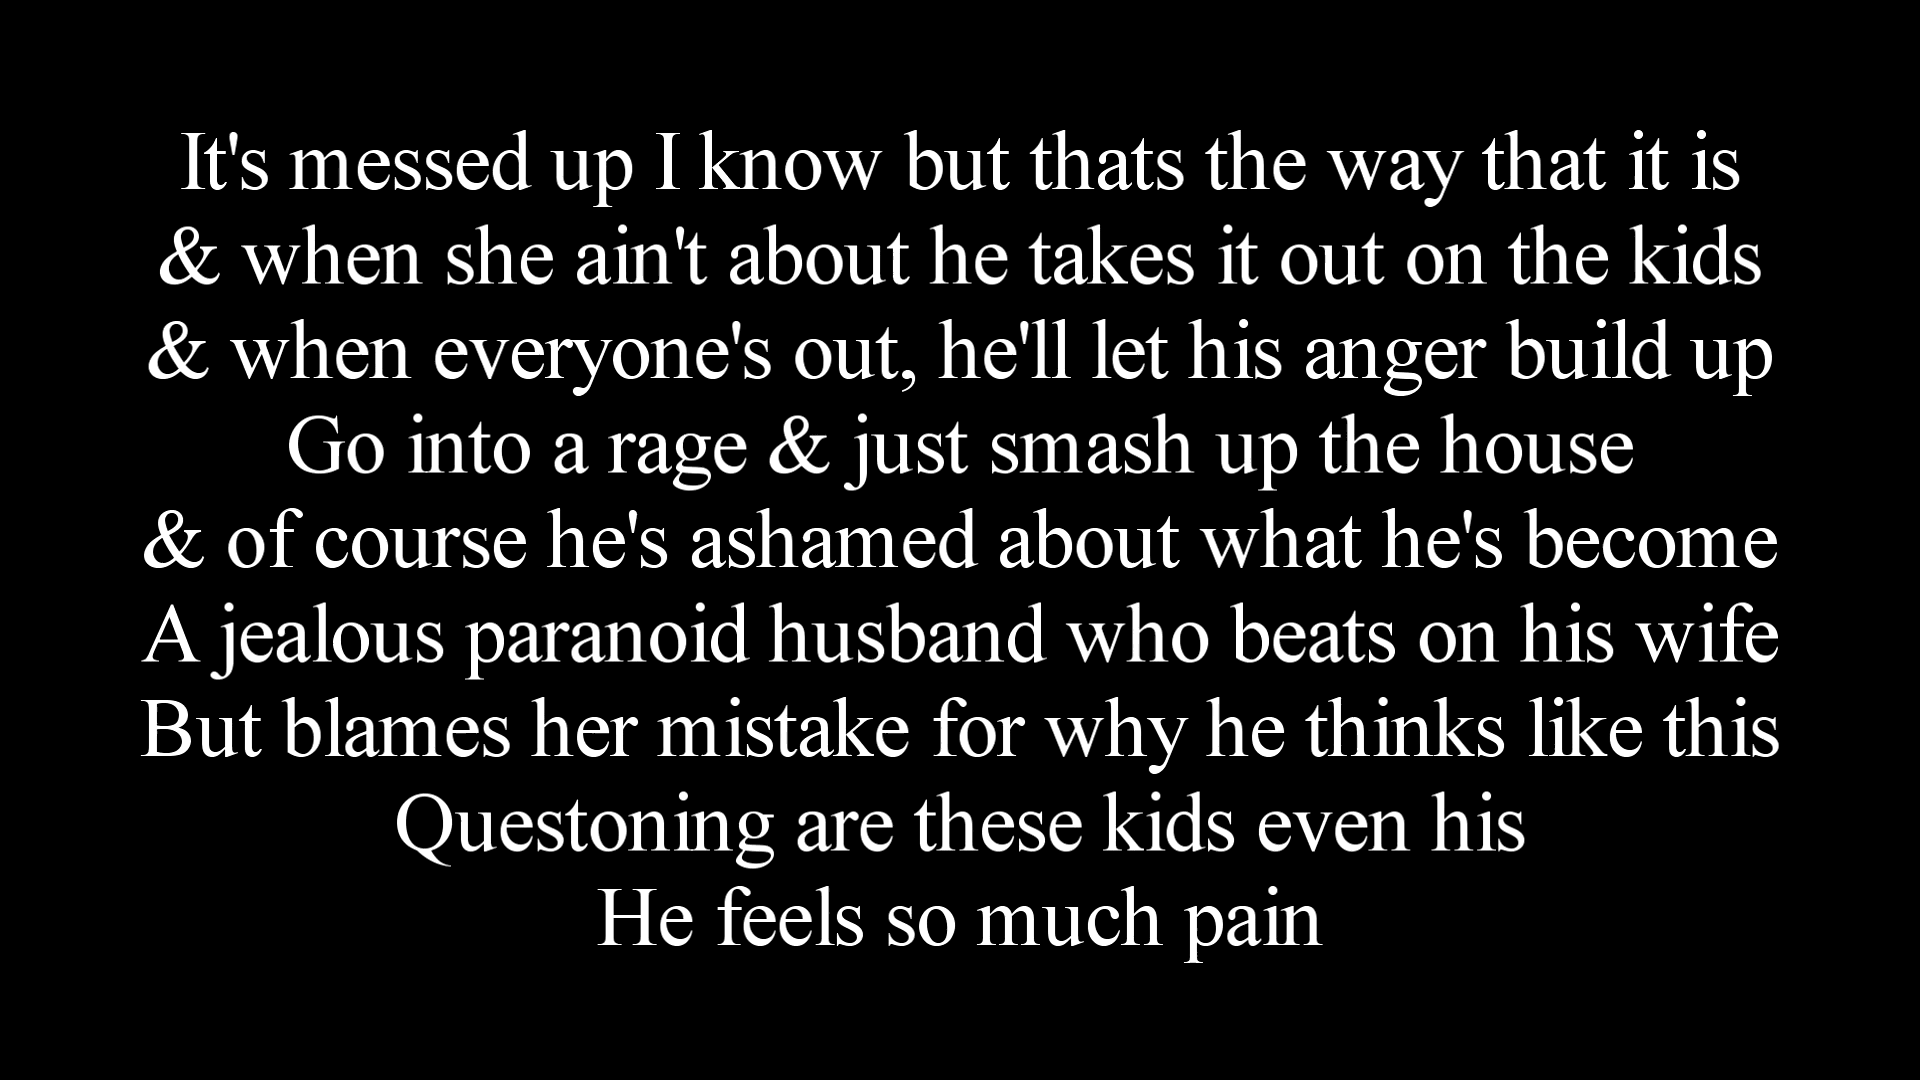 It's messed up I know but thats the way that it is
& when she ain't about he takes it out on the kids
& when everyone's out, he'll let his anger build up
Go into a rage & just smash up the house
& of course he's ashamed about what he's become
A jealous paranoid husband who beats on his wife
But blames her mistake for why he thinks like this
Questoning are these kids even his
He feels so much pain